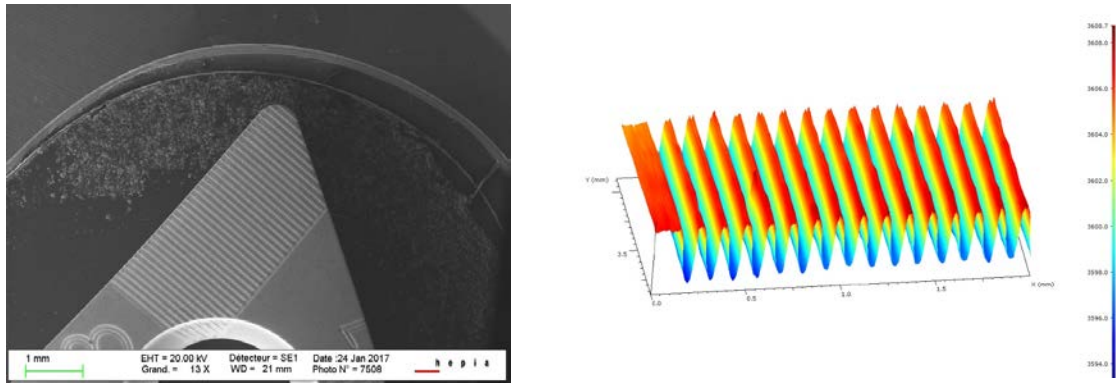 1 mm
EHT = 20.00 kV
Détecteur = SE1
Date :24 Jan 2017
Grand. = 13 X
WD = 21 mm
Photo N° = 7508
h e p i a
3608.7
3608.0
3606.0
3604.0
3602.0
3600.0
3598.0
3596.0
3594.0
Y (mm)
3.5
1.0
0.5
1.0
1.5
X (mm)